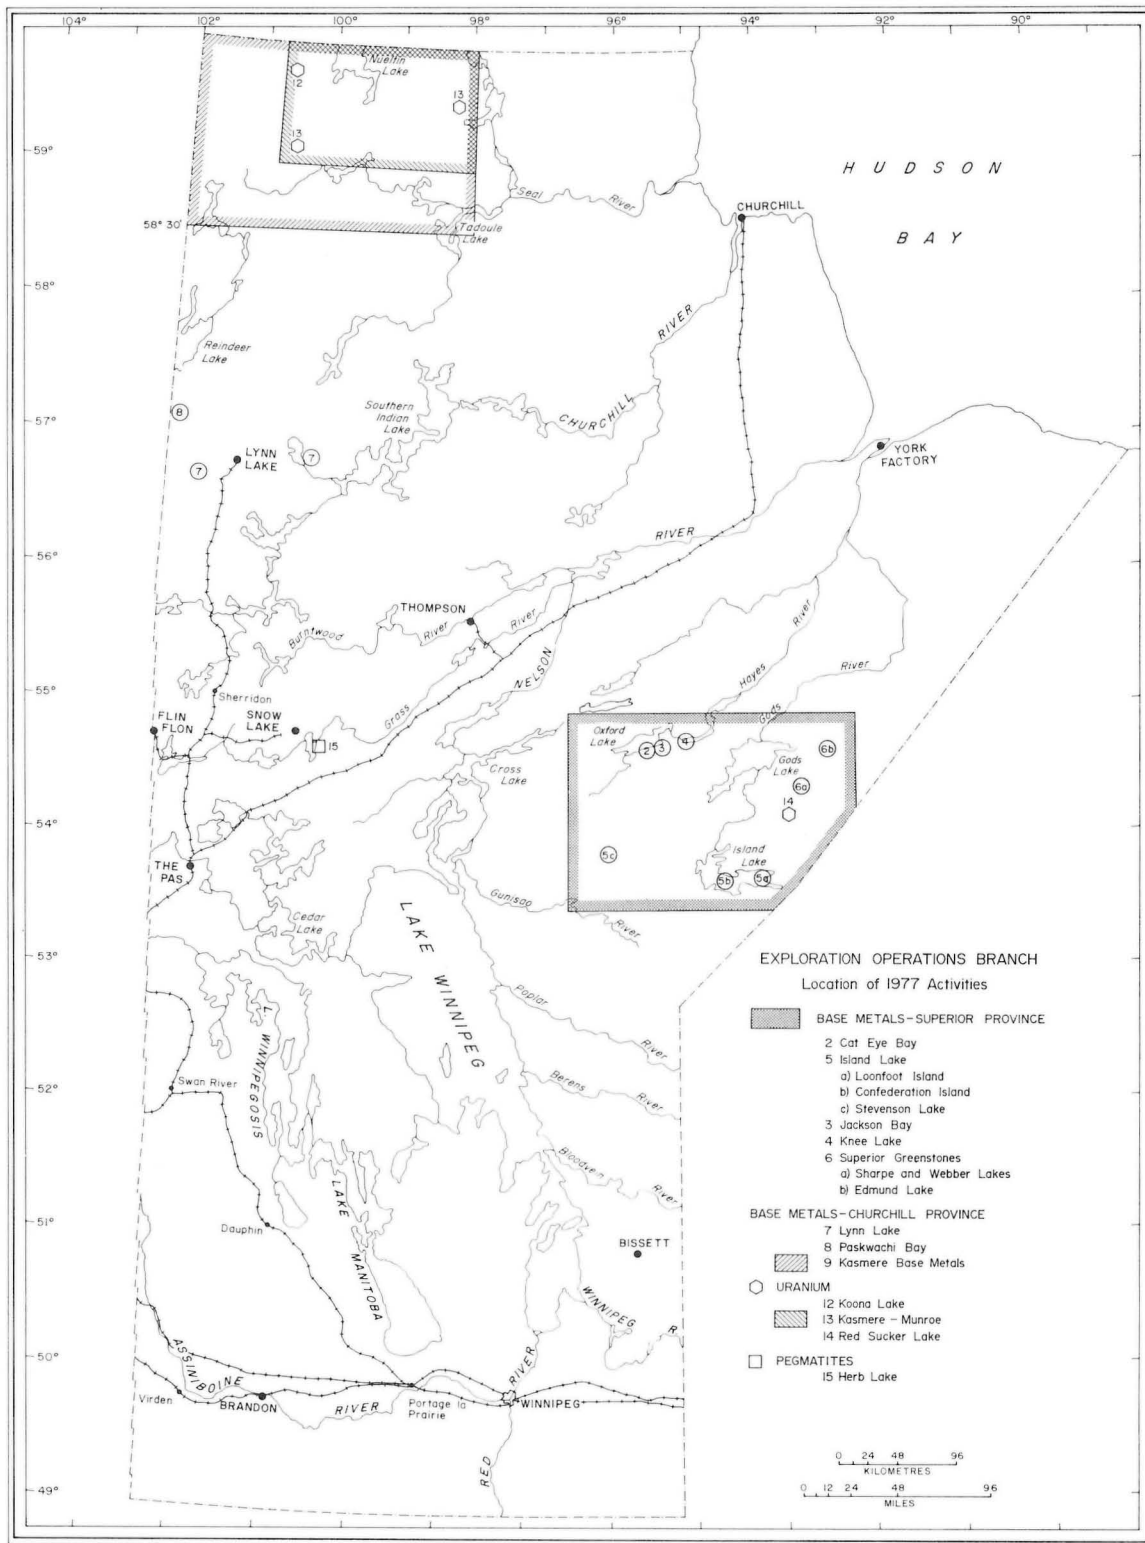 104° 102° 100° 98° 96° 94° 92° 90°
Nueltin
Lake
12
13
13
59°
HUDSON
BAY
Seal River
CHURCHILL
58° 30'
Tadoule
Lake
58°
RIVER
Reindeer
Lake
57°
8
Southern
Indian
Lake
CHURCHILL
YORK
FACTORY
LYNN
LAKE
7
7
56°
RIVER
THOMPSON
Burntwood River
River
Grass
NELSON
Hayes River
Gods River
55°
Sherridon
FLIN
FLON
SNOW
LAKE
15
Oxford
Lake
2
3
4
6b
Gods
Lake
6a
14
Cross
Lake
54°
THE
PAS
5c
Island
Lake
5b
5a
Gunisao River
Cedar
Lake
LAKE WINNIPEG
53°
Poplar River
L. WINNIPEGOSIS
52°
Swan River
Berens River
Bloodvein River
LAKE MANITOBA
51°
Dauphin
BISSETT
WINNIPEG R.
50°
ASSINIBOINE RIVER
Virden
BRANDON
Portage la
Prairie
WINNIPEG
RED RIVER
49°
EXPLORATION OPERATIONS BRANCH
Location of 1977 Activities
BASE METALS-SUPERIOR PROVINCE
2 Cat Eye Bay
5 Island Lake
a) Loonfoot Island
b) Confederation Island
c) Stevenson Lake
3 Jackson Bay
4 Knee Lake
6 Superior Greenstones
a) Sharpe and Webber Lakes
b) Edmund Lake
BASE METALS-CHURCHILL PROVINCE
7 Lynn Lake
8 Paskwachi Bay
9 Kasmere Base Metals
URANIUM
12 Koona Lake
13 Kasmere - Munroe
14 Red Sucker Lake
PEGMATITES
15 Herb Lake
0 24 48 96
KILOMETRES
0 12 24 48 96
MILES